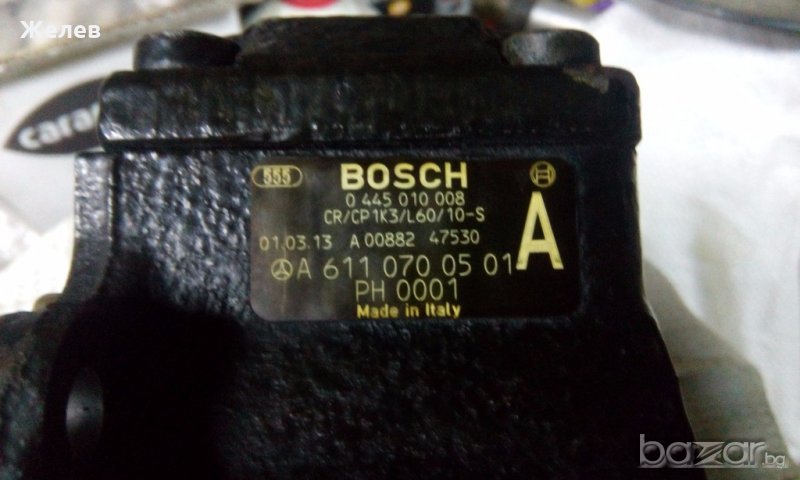 Желев
carac
555 BOSCH
0 445 010 008
CR/CP1K3/L60/10-S
01.03.13 A 00882 47530
A
A 611 070 05 01
PH 0001
Made in Italy
bazar.bg